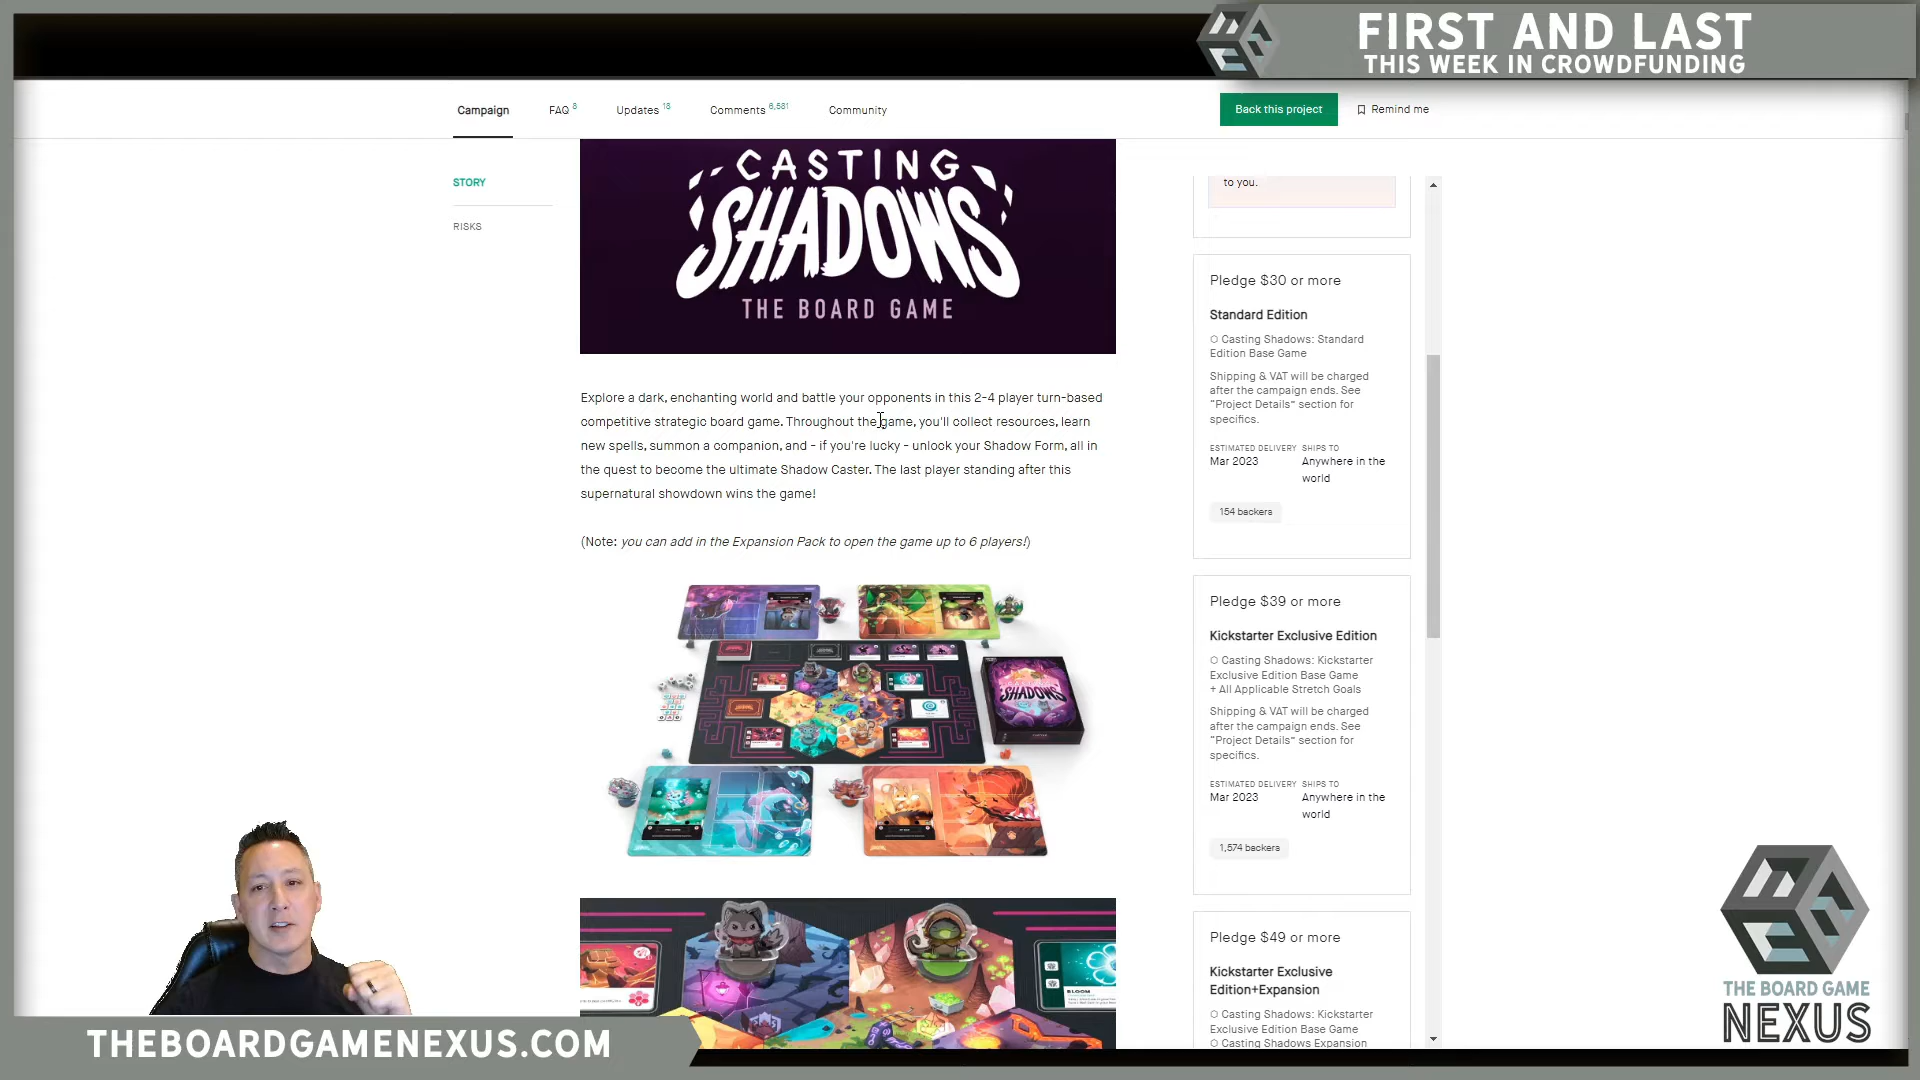 FIRST AND LAST
THIS WEEK IN CROWDFUNDING
Campaign
FAQ 8
Updates 18
Comments 6,581
Community
Back this project
Remind me
STORY
RISKS
CASTING
SHADOWS
THE BOARD GAME
Explore a dark, enchanting world and battle your opponents in this 2-4 player turn-based
competitive strategic board game. Throughout the game, you'll collect resources, learn
new spells, summon a companion, and - if you're lucky - unlock your Shadow Form, all in
the quest to become the ultimate Shadow Caster. The last player standing after this
supernatural showdown wins the game!
(Note: you can add in the Expansion Pack to open the game up to 6 players!)
CASTING
SHADOWS
BLOOM
to you.
Pledge $30 or more
Standard Edition
Casting Shadows: Standard
Edition Base Game
Shipping & VAT will be charged
after the campaign ends. See
"Project Details" section for
specifics.
ESTIMATED DELIVERY
Mar 2023
SHIPS TO
Anywhere in the
world
154 backers
Pledge $39 or more
Kickstarter Exclusive Edition
Casting Shadows: Kickstarter
Exclusive Edition Base Game
+ All Applicable Stretch Goals
Shipping & VAT will be charged
after the campaign ends. See
"Project Details" section for
specifics.
ESTIMATED DELIVERY
Mar 2023
SHIPS TO
Anywhere in the
world
1,574 backers
Pledge $49 or more
Kickstarter Exclusive
Edition+Expansion
Casting Shadows: Kickstarter
Exclusive Edition Base Game
Casting Shadows Expansion
THEBOARDGAMENEXUS.COM
THE BOARD GAME
NEXUS